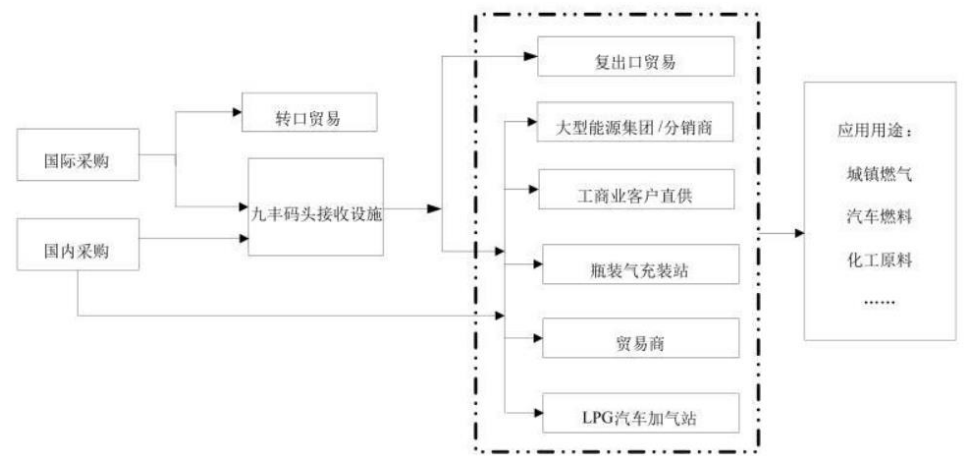 国际采购
国内采购
转口贸易
九丰码头接收设施
复出口贸易
大型能源集团/分销商
工商业客户直供
瓶装气充装站
贸易商
LPG汽车加气站
应用用途：
城镇燃气
汽车燃料
化工原料
……